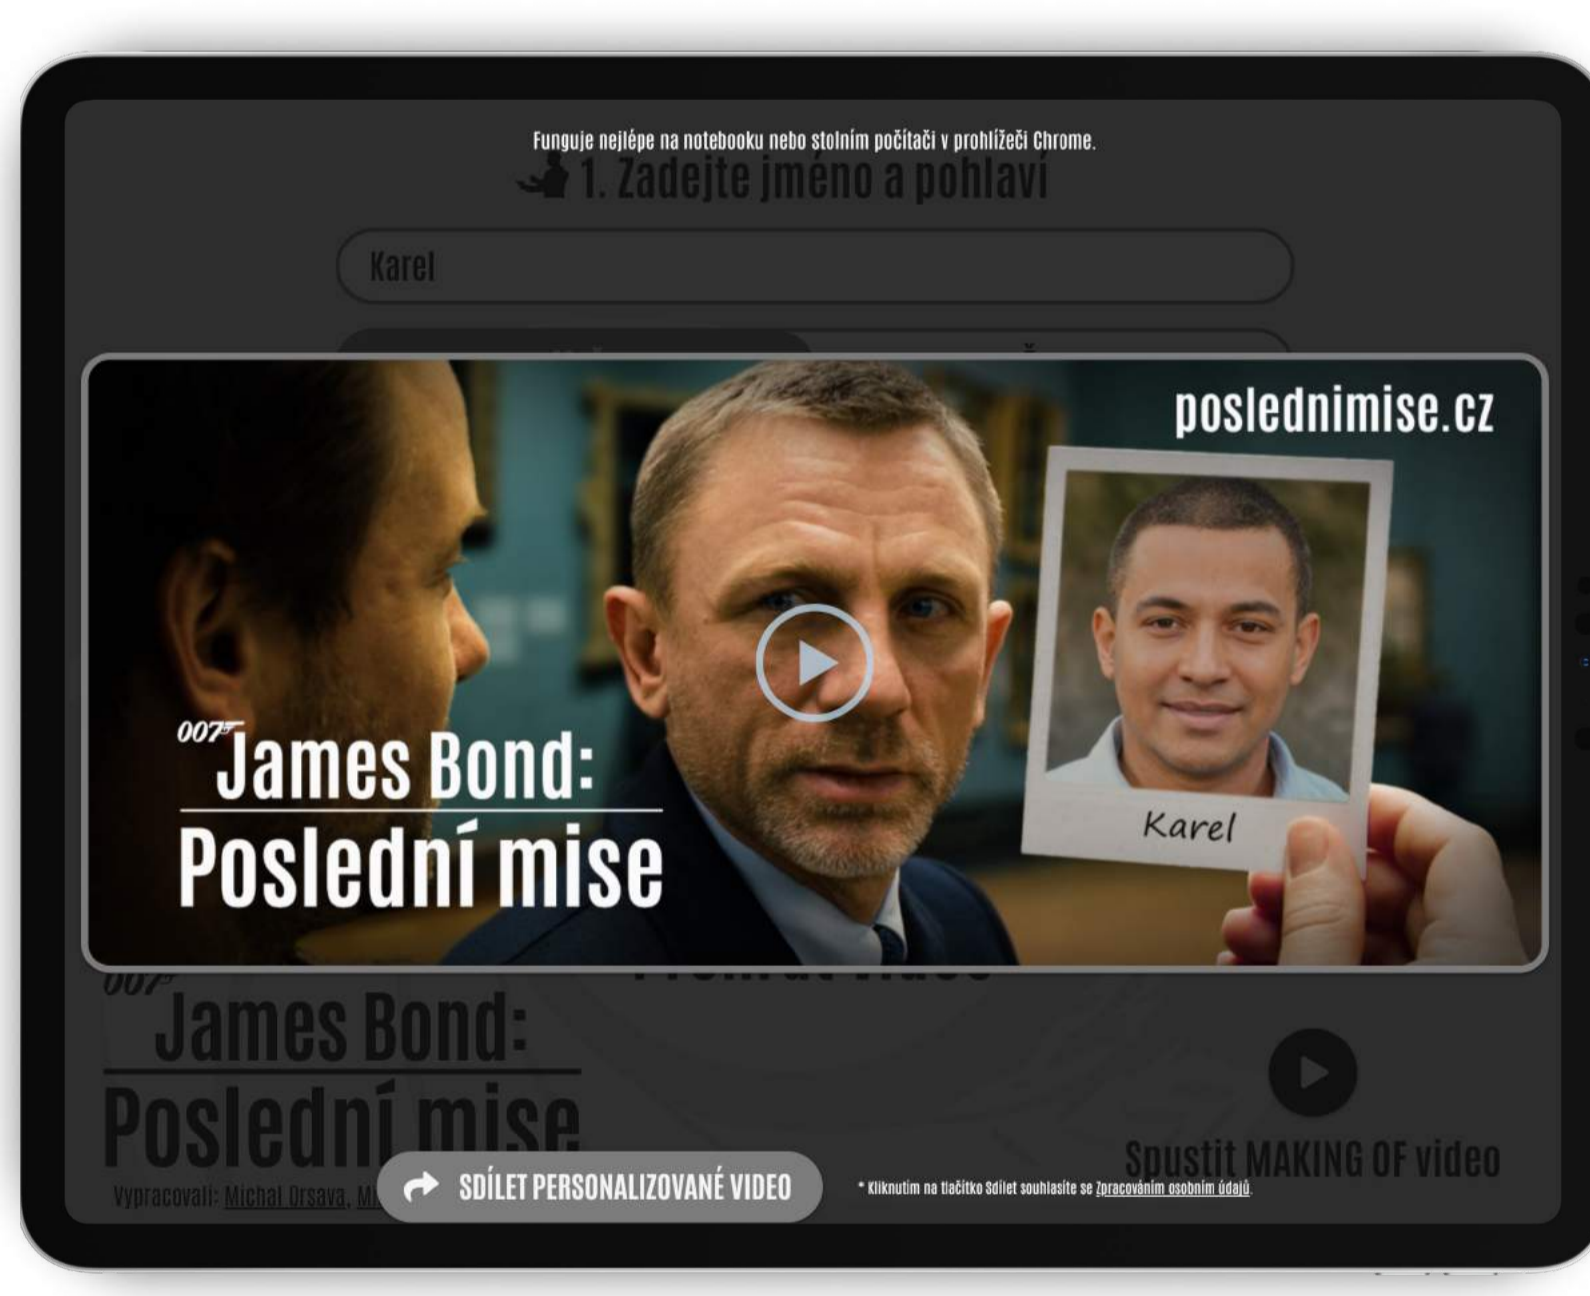 Funguje nejlépe na notebooku nebo stolním počítači v prohlížeči Chrome.
1. Zadejte jméno a pohlaví
Karel
poslednimise.cz
Karel
007
James Bond:
Poslední mise
007
James Bond:
Poslední mise
Spustit MAKING OF video
Vypracovali: Michal Orsava,
SDÍLET PERSONALIZOVANÉ VIDEO
* Kliknutím na tlačítko Sdílet souhlasíte se Zpracováním osobním údajů.